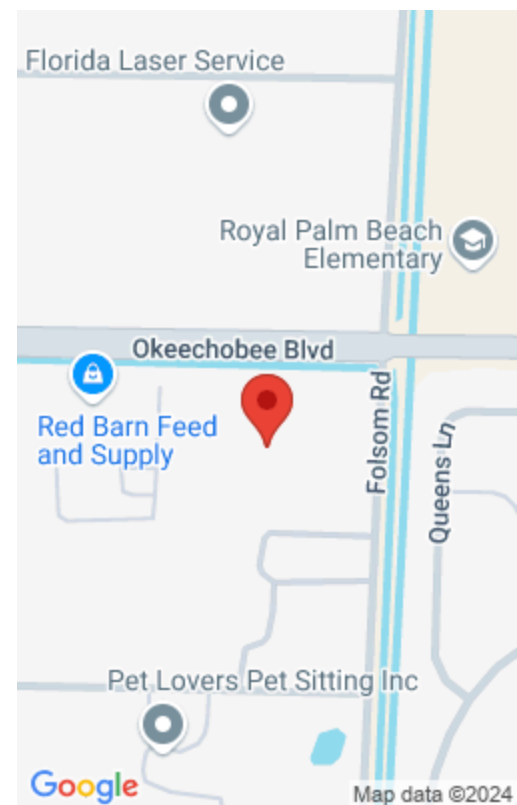 Florida Laser Service
Royal Palm Beach
Elementary
Okeechobee Blvd
Red Barn Feed
and Supply
Folsom Rd
Queens Ln
Pet Lovers Pet Sitting Inc
Google
Map data ©2024